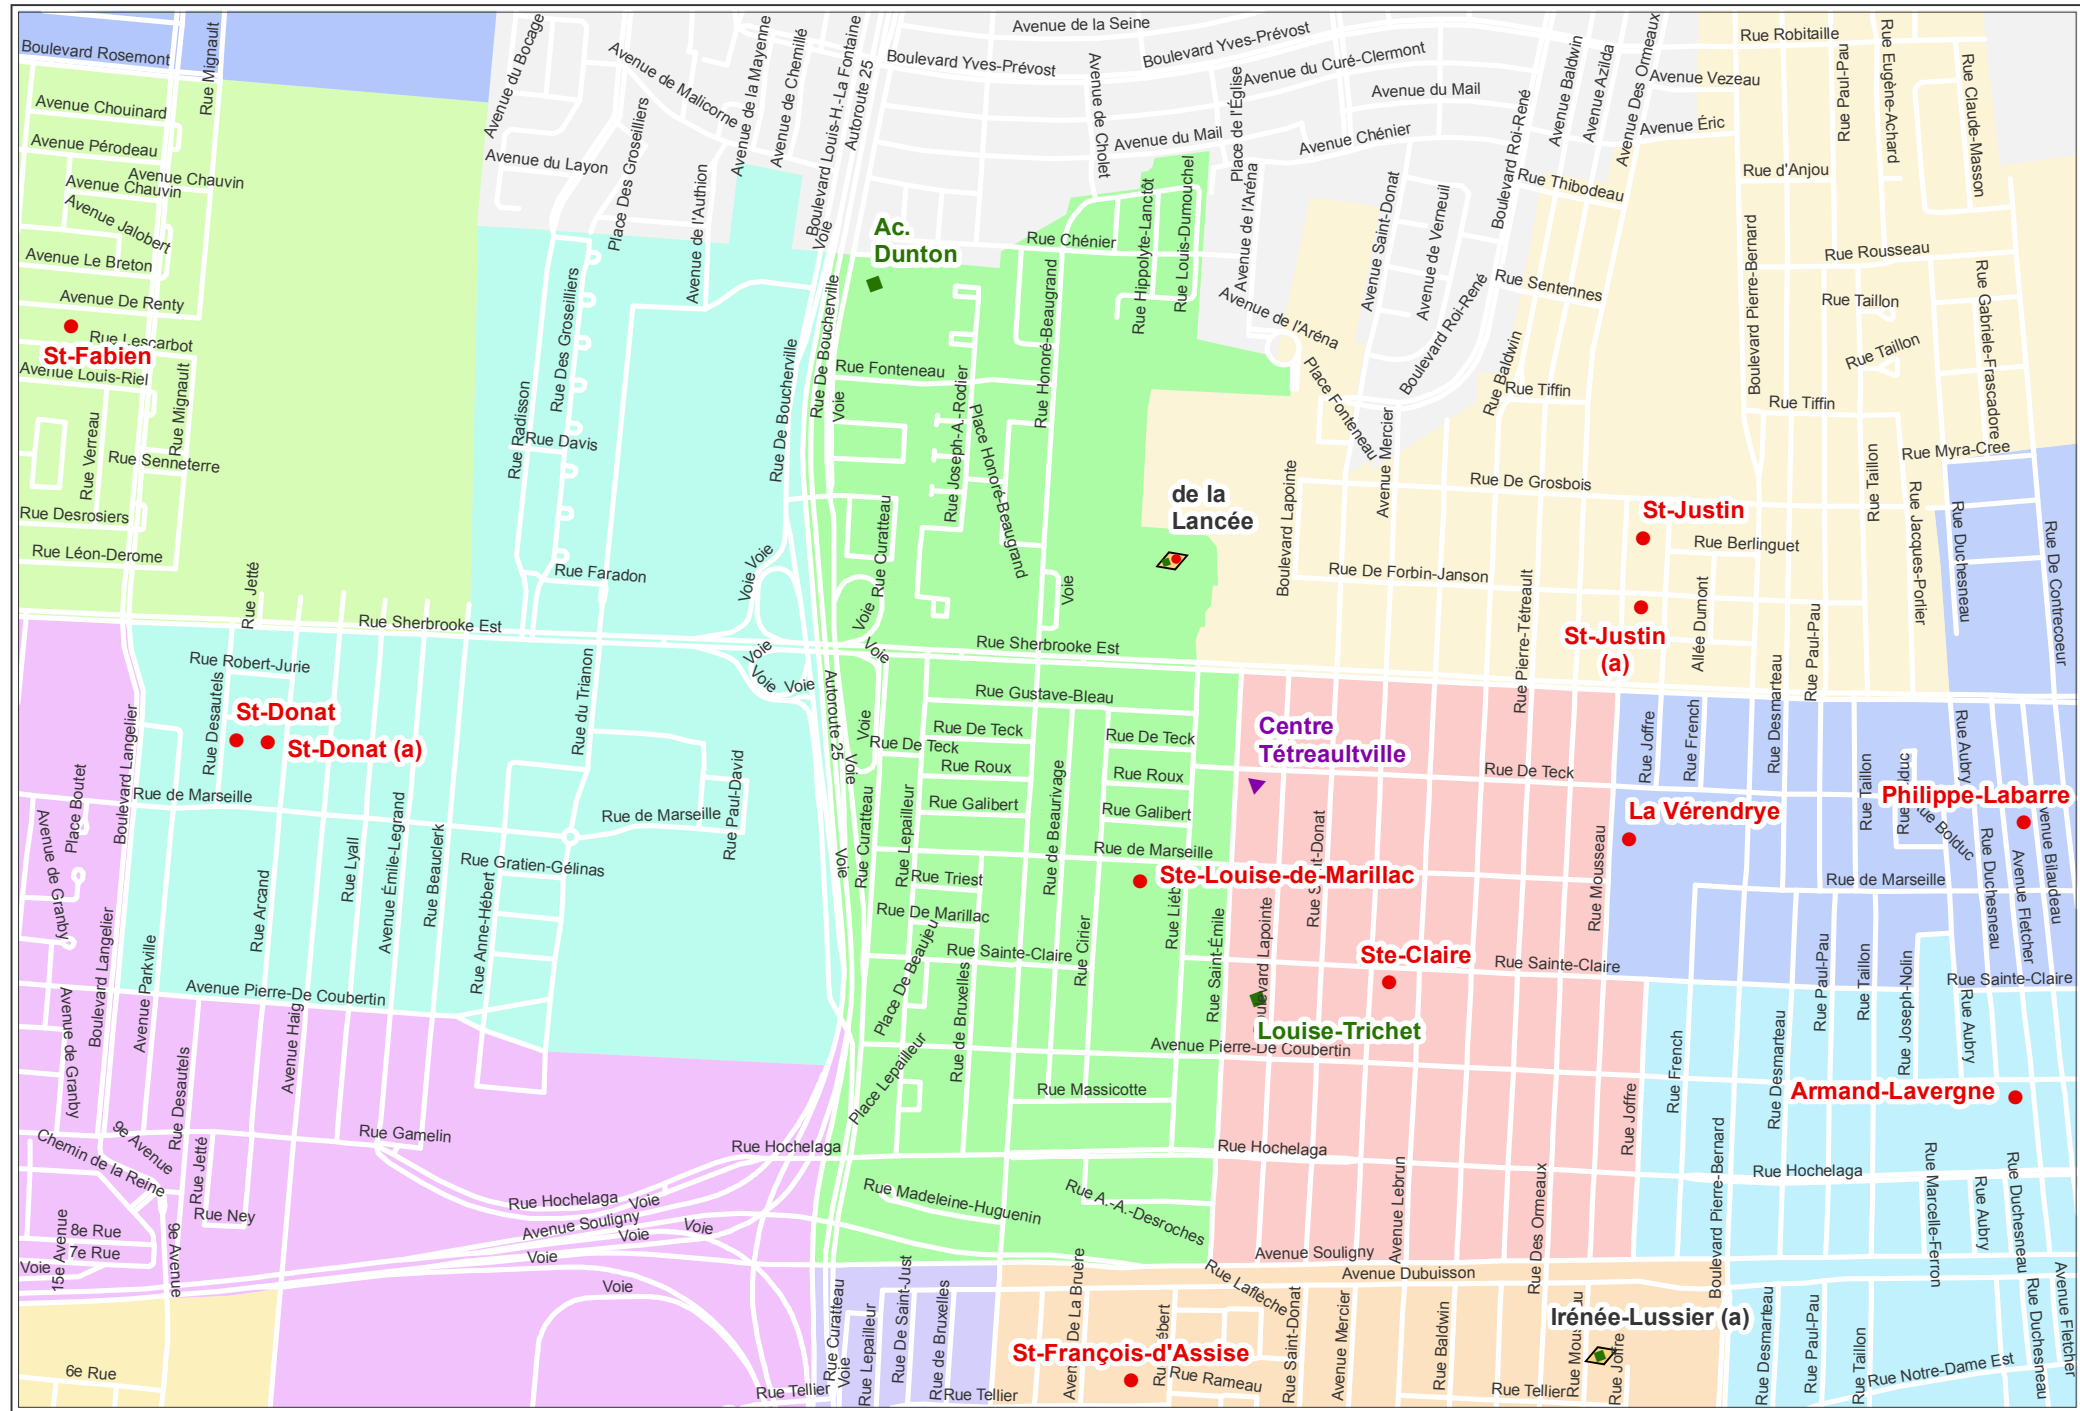 Avenue de la Seine
Boulevard Rosemont
Rue Mignault
Avenue du Bocage
Avenue de Malicorne
Avenue de la Mayenne
Avenue de Chemillé
Boulevard Louis-H.-La Fontaine
Autoroute 25
Boulevard Yves-Prévost
Boulevard Yves-Prévost
Avenue de Cholet
Avenue du Curé-Clermont
Place de l'Église
Avenue du Mail
Avenue du Mail
Avenue Chénier
Boulevard Roi-René
Avenue Baldwin
Avenue Azilda
Avenue Des Ormeaux
Rue Robitaille
Avenue Vezeau
Avenue Éric
Rue Paul-Pau
Rue Eugène-Achard
Rue Claude-Masson
Avenue Chouinard
Avenue Pérodeau
Avenue Chauvin
Avenue Chauvin
Avenue Jalobert
Avenue Le Breton
Avenue De Renty
Rue Lescarbot
St-Fabien
Avenue Louis-Riel
Rue Mignault
Rue Verreau
Rue Senneterre
Rue Desrosiers
Rue Léon-Derome
Avenue du Layon
Place Des Groseilliers
Avenue de l'Authion
Voie
Rue Des Groseilliers
Rue Radisson
Rue Davis
Rue De Boucherville
Rue De Boucherville
Voie
Rue Faradon
Ac.
Dunton
Rue Chénier
Rue Hippolyte-Lanctôt
Rue Louis-Dumouchel
Avenue de l'Aréna
Avenue de l'Aréna
Rue Fonteneau
Rue Joseph-A.-Rodier
Place Honoré-Beaugrand
Rue Honoré-Beaugrand
Rue Curatteau
Place Fonteneau
Avenue Saint-Donat
Avenue de Verneuil
Boulevard Roi-René
Avenue Mercier
Rue Thibodeau
Rue Sentennes
Rue Baldwin
Rue Tiffin
Rue d'Anjou
Boulevard Pierre-Bernard
Rue Rousseau
Rue Taillon
Rue Taillon
Rue Gabriele-Frascadore
Rue Tiffin
Rue Taillon
Rue Myra-Cree
Rue De Grosbois
de la
Lancée
Boulevard Lapointe
St-Justin
Rue Berlinguet
Rue De Forbin-Janson
St-Justin
(a)
Rue Pierre-Tétreault
Allée Dumont
Rue Paul-Pau
Rue Jacques-Porlier
Rue Duchesneau
Rue De Contrecoeur
Voie
Voie
Voie
Voie
Voie
Voie
Voie
Voie
Rue Jetté
Rue Sherbrooke Est
Rue Sherbrooke Est
Rue Robert-Jurie
Rue Desautels
St-Donat
St-Donat (a)
Boulevard Langelier
Rue du Trianon
Autoroute 25
Voie
Voie
Voie
Rue Gustave-Bleau
Rue De Teck
Rue De Teck
Rue De Teck
Rue Roux
Rue Roux
Rue Galibert
Rue Galibert
Rue Lepailleur
Rue Curatteau
Rue de Beaurivage
Centre
Tétreaultville
Rue De Teck
Rue Joffre
Rue French
Rue Desmarteau
Rue Taillon
Rue Aubry
La Vérendrye
Philippe-Labarre
Rue Duchesneau
Avenue Fletcher
Rue de Marseille
Rue de Marseille
Rue de Marseille
Rue de Marseille
Rue Paul-David
Place Boutet
Avenue de Granby
Rue Arcand
Rue Lyall
Avenue Émile-Legrand
Rue Beauclerk
Rue Gratien-Gélinas
Rue Anne-Hébert
Rue Triest
Rue De Marillac
Rue Sainte-Claire
Rue Cirier
Ste-Louise-de-Marillac
Rue Saint-Émile
Rue Mousseau
Ste-Claire
Rue Sainte-Claire
Rue Sainte-Claire
Louise-Trichet
Boulevard Langelier
Avenue Parkville
Avenue Pierre-De Coubertin
Avenue Pierre-De Coubertin
Avenue de Granby
Rue Desautels
Avenue Haig
Place De Beaujeu
Rue de Bruxelles
Place Lepailleur
Rue Massicotte
Rue Paul-Pau
Rue Taillon
Rue Joseph-Nolin
Rue Aubry
Rue French
Rue Desmarteau
Rue Joffre
Armand-Lavergne
Chemin de la Reine
9e Avenue
Rue Jetté
Rue Gamelin
Rue Hochelaga
Rue Hochelaga
Rue Hochelaga
Rue Hochelaga
Rue Ney
8e Rue
7e Rue
15e Avenue
9e Avenue
Voie
Avenue Souligny
Voie
Voie
Voie
Voie
Voie
Rue Madeleine-Huguenin
Rue A.-A.-Desroches
Avenue Souligny
Avenue Lebrun
Rue Des Ormeaux
Boulevard Pierre-Bernard
Rue Marcelle-Ferron
Rue Aubry
Rue Duchesneau
Avenue Dubuisson
Rue Laflèche
Irénée-Lussier (a)
Rue Curatteau
Voie
Rue Lepailleur
Rue De Saint-Just
Rue de Bruxelles
Rue Tellier
Rue Tellier
Rue Tellier
St-François-d'Assise
Rue Rameau
Rue Saint-Donat
Avenue Mercier
Rue Baldwin
Rue Joffre
Rue Desmarteau
Rue Paul-Pau
Rue Taillon
Rue Notre-Dame Est
Rue Duchesneau
Avenue Fletcher
6e Rue